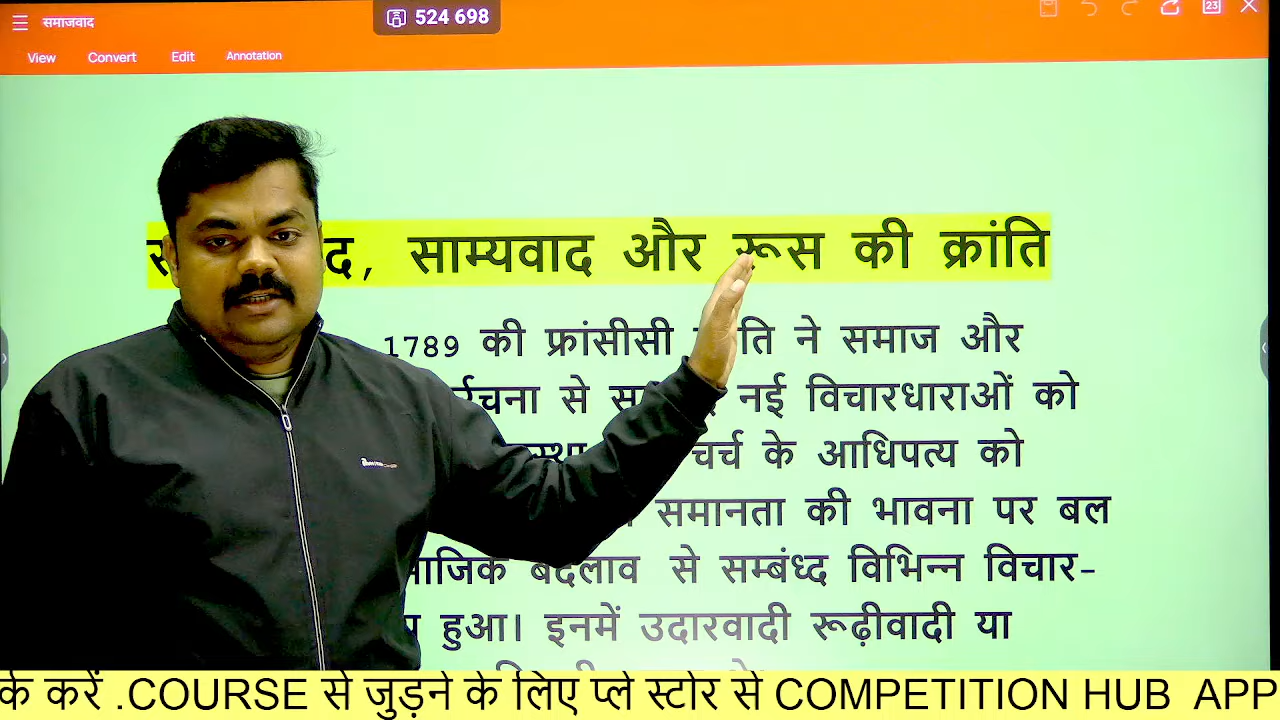 समाजवाद
524 698
23
View Convert Edit Annotation
साम्यवाद और रूस की क्रांति
1789 की फ्रांसीसी ने समाज और
से नई विचारधाराओं को
चर्च के आधिपत्य को
समानता की भावना पर बल
बदलाव से सम्बंध्द विभिन्न विचार-
हुआ। इनमें उदारवादी रूढ़ीवादी या
करें .COURSE से जुड़ने के लिए प्ले स्टोर से COMPETITION HUB APP